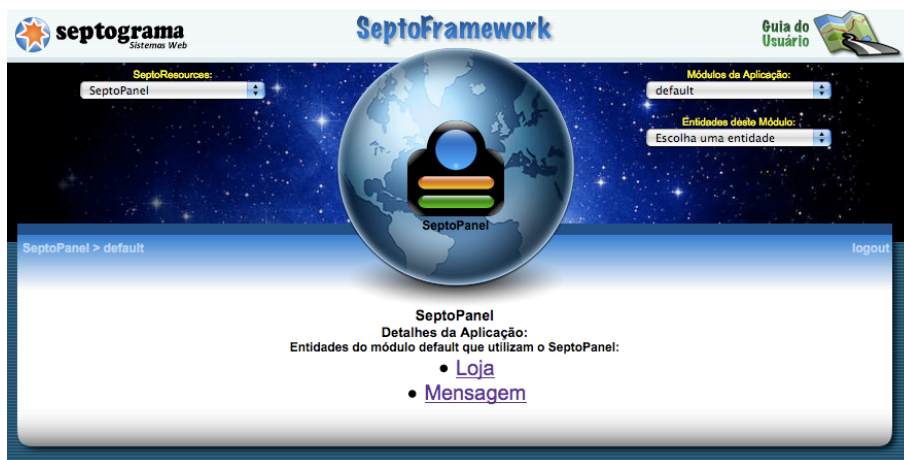 septograma
Sistemas Web
SeptoFramework
Guia do
Usuário
SeptoResources:
SeptoPanel
Módulos da Aplicação:
default
Entidades deste Módulo:
Escolha uma entidade
SeptoPanel
SeptoPanel > default
logout
SeptoPanel
Detalhes da Aplicação:
Entidades do módulo default que utilizam o SeptoPanel:
• Loja
• Mensagem